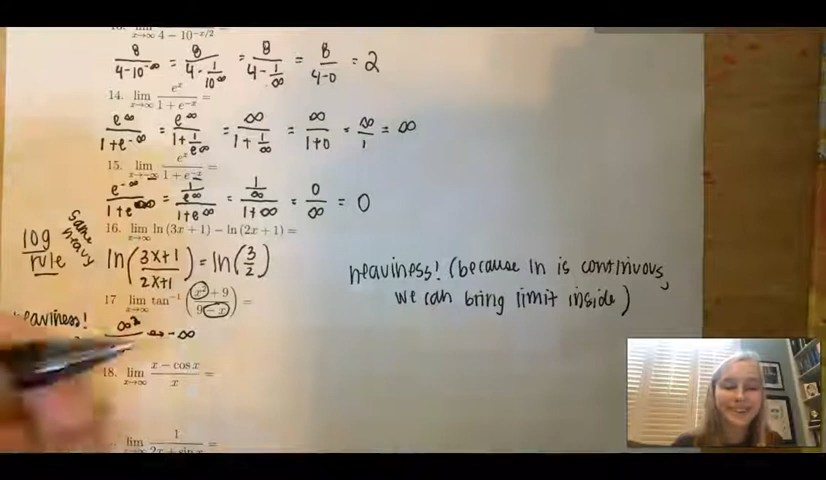 lim x→∞ 4 − 10^{−x/2}
8/(4−10^{−∞}) = 8/(4−1/10^∞) = 8/(4−1/∞) = 8/(4−0) = 2
14. lim x→∞ e^x/(1+e^{−x}) =
e^∞/(1+e^{−∞}) = e^∞/(1+1/e^∞) = ∞/(1+1/∞) = ∞/(1+0) = ∞/1 = ∞
15. lim x→−∞ e^x/(1+e^{−x}) =
= (1/e^∞)/(1+e^∞) = (1/∞)/(1+∞) = 0/∞ = 0
16. lim x→∞ ln(3x+1) − ln(2x+1) =
log rule
same heavy
ln((3x+1)/(2x+1)) = ln(3/2)
heaviness! (because ln is continuous,
we can bring limit inside)
17 lim x→∞ tan^{−1}((x²+9)/(9−x)) =
heaviness!
→ −∞
18. lim x→∞ (x − cos x)/x =
lim x→∞ 1/(2x+sin x) =